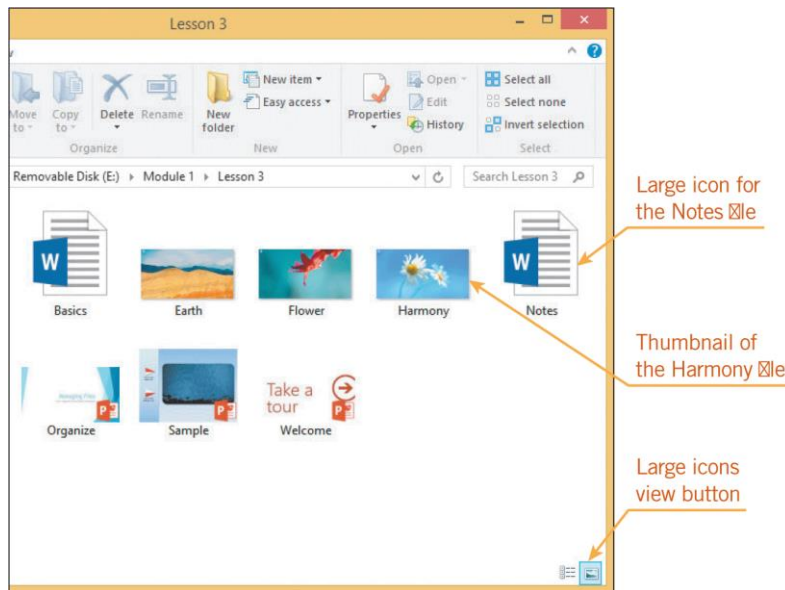 Lesson 3
Move to
Copy to
Delete
Rename
New folder
New item
Easy access
Properties
Open
Edit
History
Select all
Select none
Invert selection
Organize
New
Open
Select
Removable Disk (E:) Module 1 Lesson 3
Search Lesson 3
Basics
Earth
Flower
Harmony
Notes
Take a
tour
Organize
Sample
Welcome
Large icon for
the Notes �le
Thumbnail of
the Harmony �le
Large icons
view button